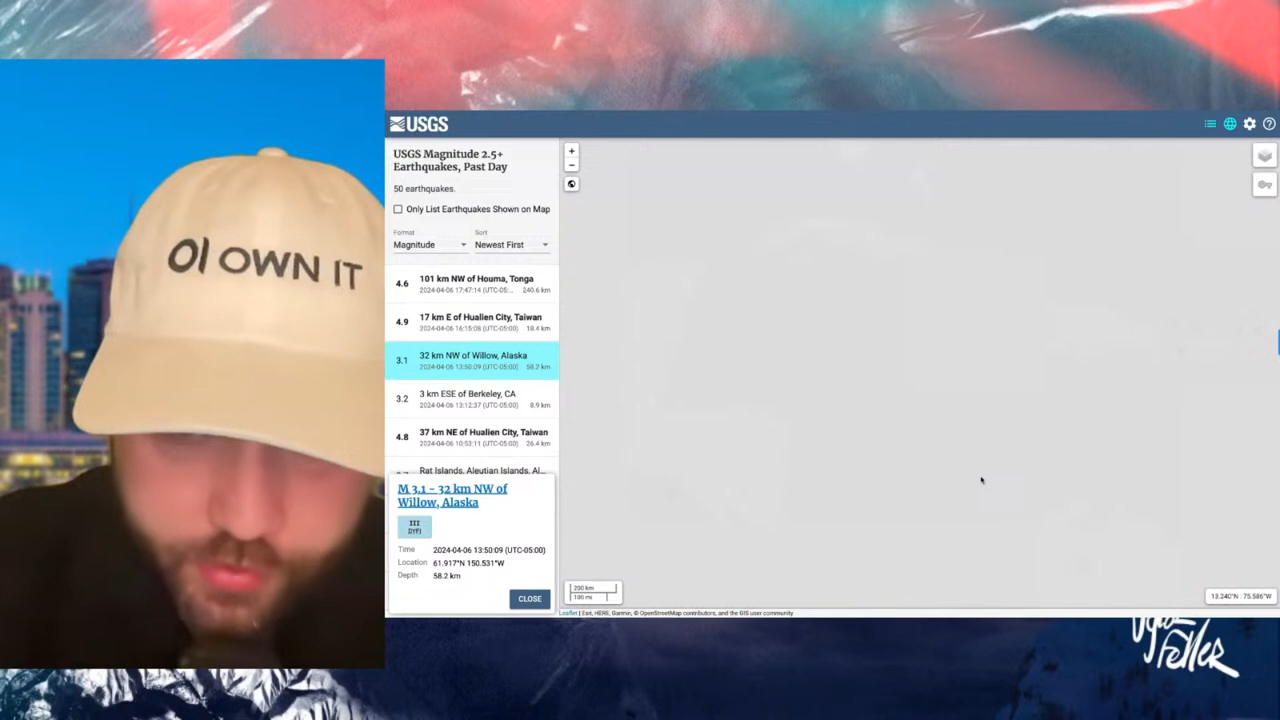 OI OWN IT
USGS
USGS Magnitude 2.5+
Earthquakes, Past Day
50 earthquakes.
Only List Earthquakes Shown on Map
Format
Sort
Magnitude
Newest First
4.6
101 km NW of Houma, Tonga
2024-04-06 17:47:14 (UTC-05:... 240.6 km
4.9
17 km E of Hualien City, Taiwan
2024-04-06 16:15:08 (UTC-05:00) 18.4 km
3.1
32 km NW of Willow, Alaska
2024-04-06 13:50:09 (UTC-05:00) 58.2 km
3.2
3 km ESE of Berkeley, CA
2024-04-06 13:12:37 (UTC-05:00) 8.9 km
4.8
37 km NE of Hualien City, Taiwan
2024-04-06 10:53:11 (UTC-05:00) 26.4 km
Rat Islands, Aleutian Islands, Al...
M 3.1 - 32 km NW of
Willow, Alaska
III
DYFI
Time 2024-04-06 13:50:09 (UTC-05:00)
Location 61.917°N 150.531°W
Depth 58.2 km
CLOSE
200 km
100 mi
13.240°N : 75.586°W
Leaflet | Esri, HERE, Garmin, © OpenStreetMap contributors, and the GIS user community